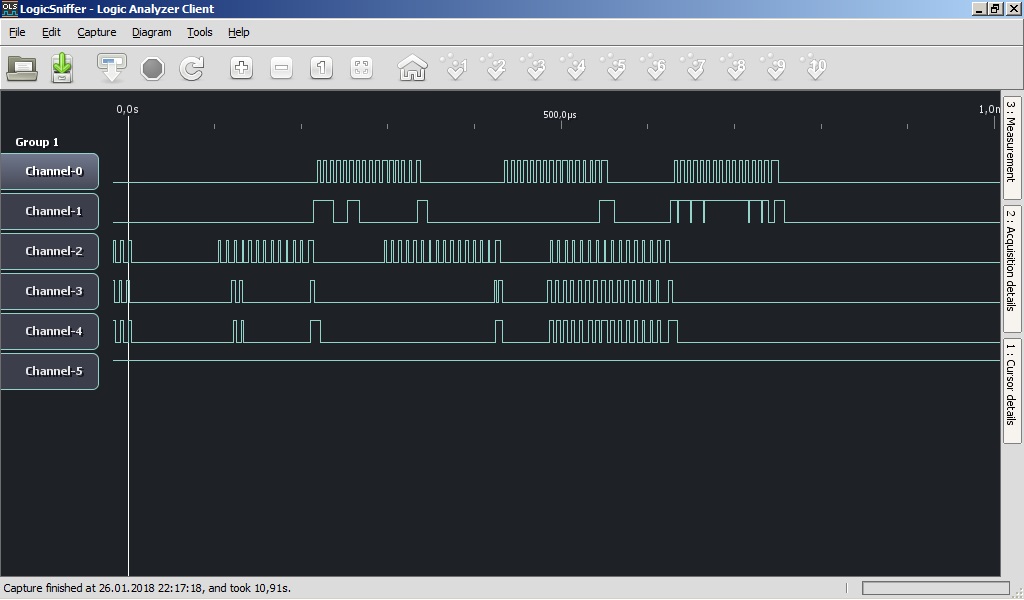 OLS
LogicSniffer - Logic Analyzer Client
File Edit Capture Diagram Tools Help
1 1 2 3 4 5 6 7 8 9 10
0,0s 500,0µs 1,0m
Group 1
Channel-0
Channel-1
Channel-2
Channel-3
Channel-4
Channel-5
3 : Measurement
2 : Acquisition details
1 : Cursor details
Capture finished at 26.01.2018 22:17:18, and took 10,91s.